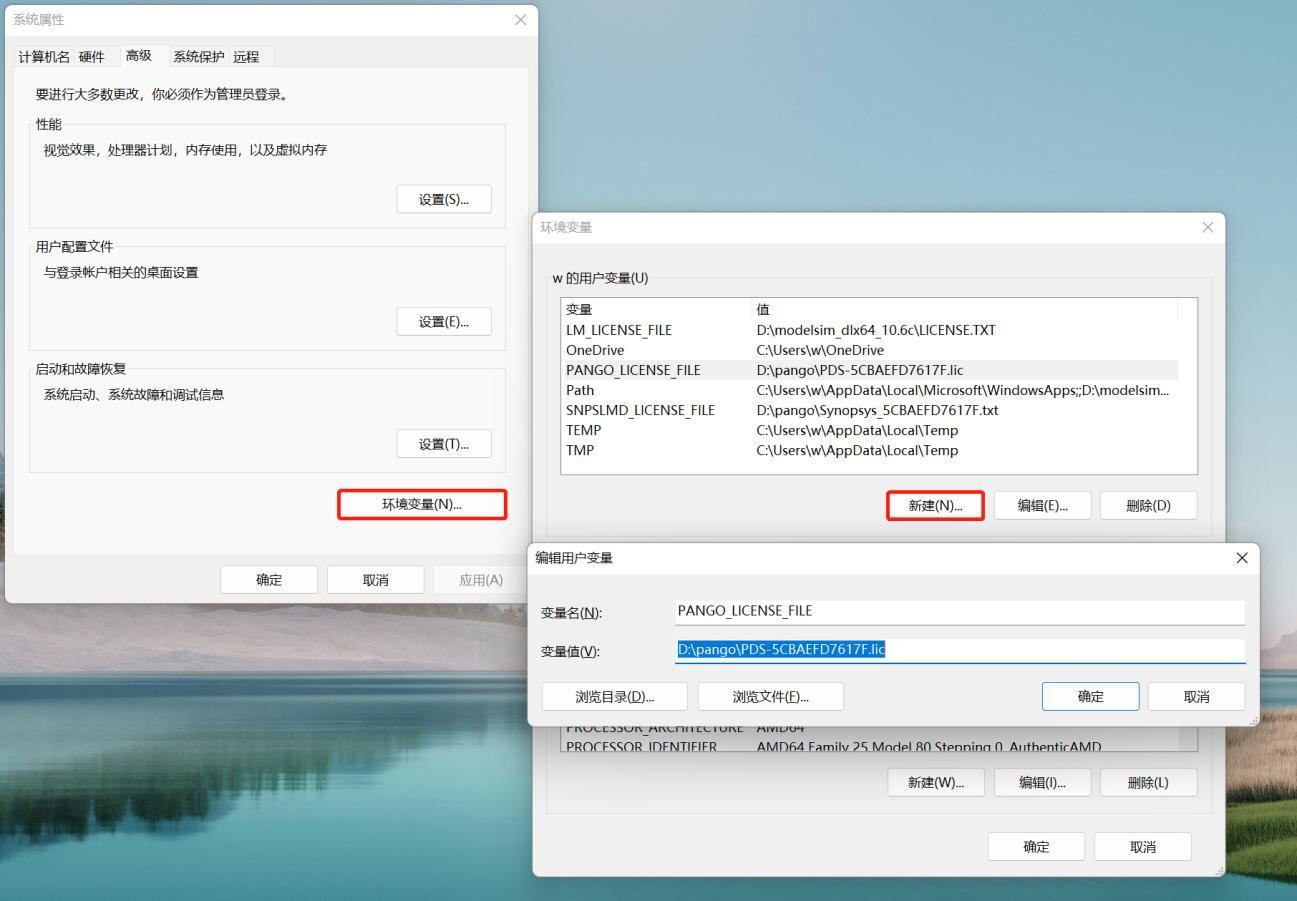 系统属性
计算机名 硬件 高级 系统保护 远程
要进行大多数更改，你必须作为管理员登录。
性能
视觉效果，处理器计划，内存使用，以及虚拟内存
设置(S)...
用户配置文件
与登录帐户相关的桌面设置
设置(E)...
启动和故障恢复
系统启动、系统故障和调试信息
设置(T)...
环境变量(N)...
确定 取消 应用(A)
环境变量
w 的用户变量(U)
变量 值
LM_LICENSE_FILE D:\modelsim_dlx64_10.6c\LICENSE.TXT
OneDrive C:\Users\w\OneDrive
PANGO_LICENSE_FILE D:\pango\PDS-5CBAEFD7617F.lic
Path C:\Users\w\AppData\Local\Microsoft\WindowsApps;;D:\modelsim...
SNPSLMD_LICENSE_FILE D:\pango\Synopsys_5CBAEFD7617F.txt
TEMP C:\Users\w\AppData\Local\Temp
TMP C:\Users\w\AppData\Local\Temp
新建(N)... 编辑(E)... 删除(D)
编辑用户变量
变量名(N): PANGO_LICENSE_FILE
变量值(V): D:\pango\PDS-5CBAEFD7617F.lic
浏览目录(D)... 浏览文件(F)... 确定 取消
PROCESSOR_ARCHITECTURE AMD64
PROCESSOR_IDENTIFIER AMD64 Family 25 Model 80 Stepping 0, AuthenticAMD
新建(W)... 编辑(I)... 删除(L)
确定 取消